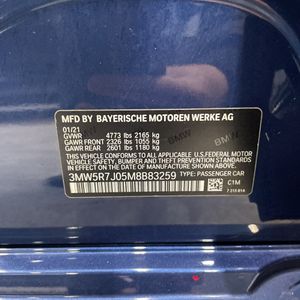 MFD BY BAYERISCHE MOTOREN WERKE AG
01/21
GVWR 4773 lbs 2165 kg
GAWR FRONT 2326 lbs 1055 kg
GAWR REAR 2601 lbs 1180 kg
THIS VEHICLE CONFORMS TO ALL APPLICABLE U.S. FEDERAL MOTOR
VEHICLE SAFETY, BUMPER AND THEFT PREVENTION STANDARDS IN
EFFECT ON THE DATE OF MANUFACTURE SHOWN ABOVE.
3MW5R7J05M8B83259 TYPE: PASSENGER CAR
C1M
BMW
BMW